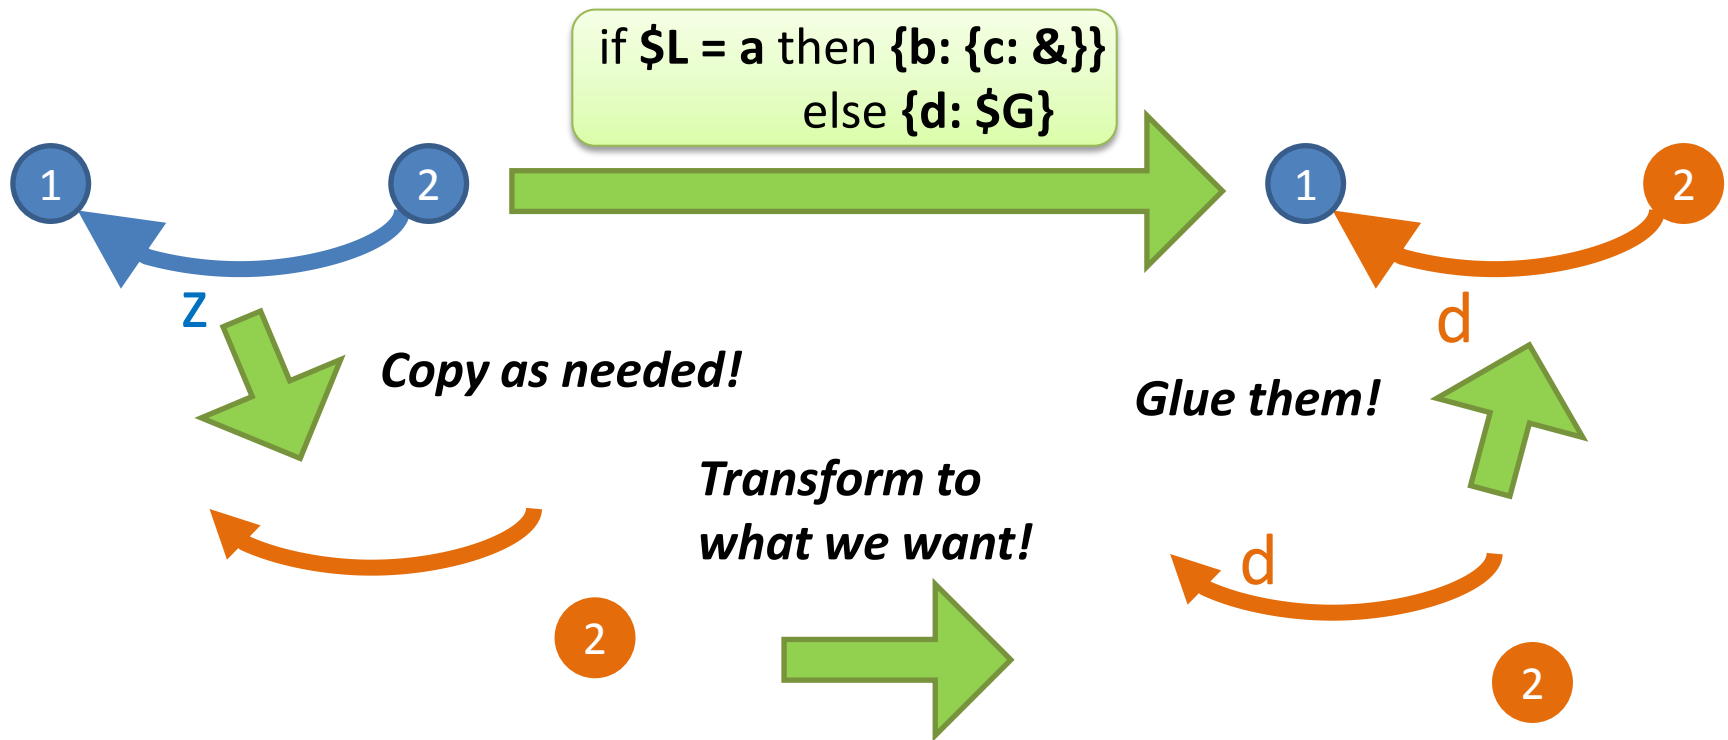 if $L = a then {b: {c: &}}
else {d: $G}
1
2
1
2
z
d
Copy as needed!
Glue them!
Transform to
what we want!
d
2
2